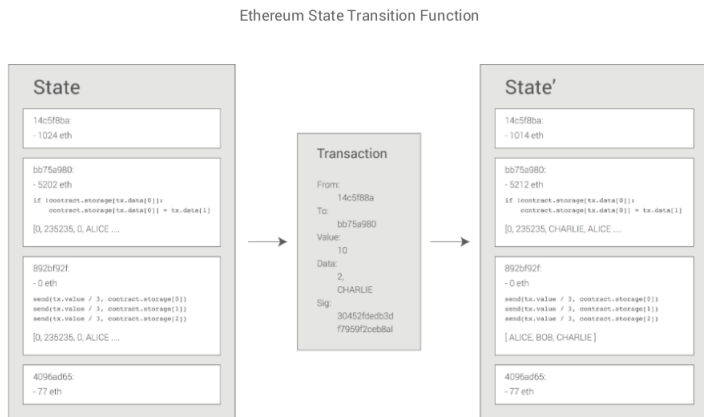 Ethereum State Transition Function
State
14c5f8ba:
- 1024 eth
bb75a980:
- 5202 eth
if !contract.storage[tx.data[0]]:
contract.storage[tx.data[0]] = tx.data[1]
[0, 235235, 0, ALICE ....
892bf92f:
- 0 eth
send(tx.value / 3, contract.storage[0])
send(tx.value / 3, contract.storage[1])
send(tx.value / 3, contract.storage[2])
[0, 235235, 0, ALICE ....
4096ad65:
- 77 eth
Transaction
From:
14c5f88a
To:
bb75a980
Value:
10
Data:
2,
CHARLIE
Sig:
30452fdedb3d
f7959f2ceb8a1
State’
14c5f8ba:
- 1014 eth
bb75a980:
- 5212 eth
if !contract.storage[tx.data[0]]:
contract.storage[tx.data[0]] = tx.data[1]
[0, 235235, CHARLIE, ALICE ....
892bf92f:
- 0 eth
send(tx.value / 3, contract.storage[0])
send(tx.value / 3, contract.storage[1])
send(tx.value / 3, contract.storage[2])
[ ALICE, BOB, CHARLIE ]
4096ad65:
- 77 eth